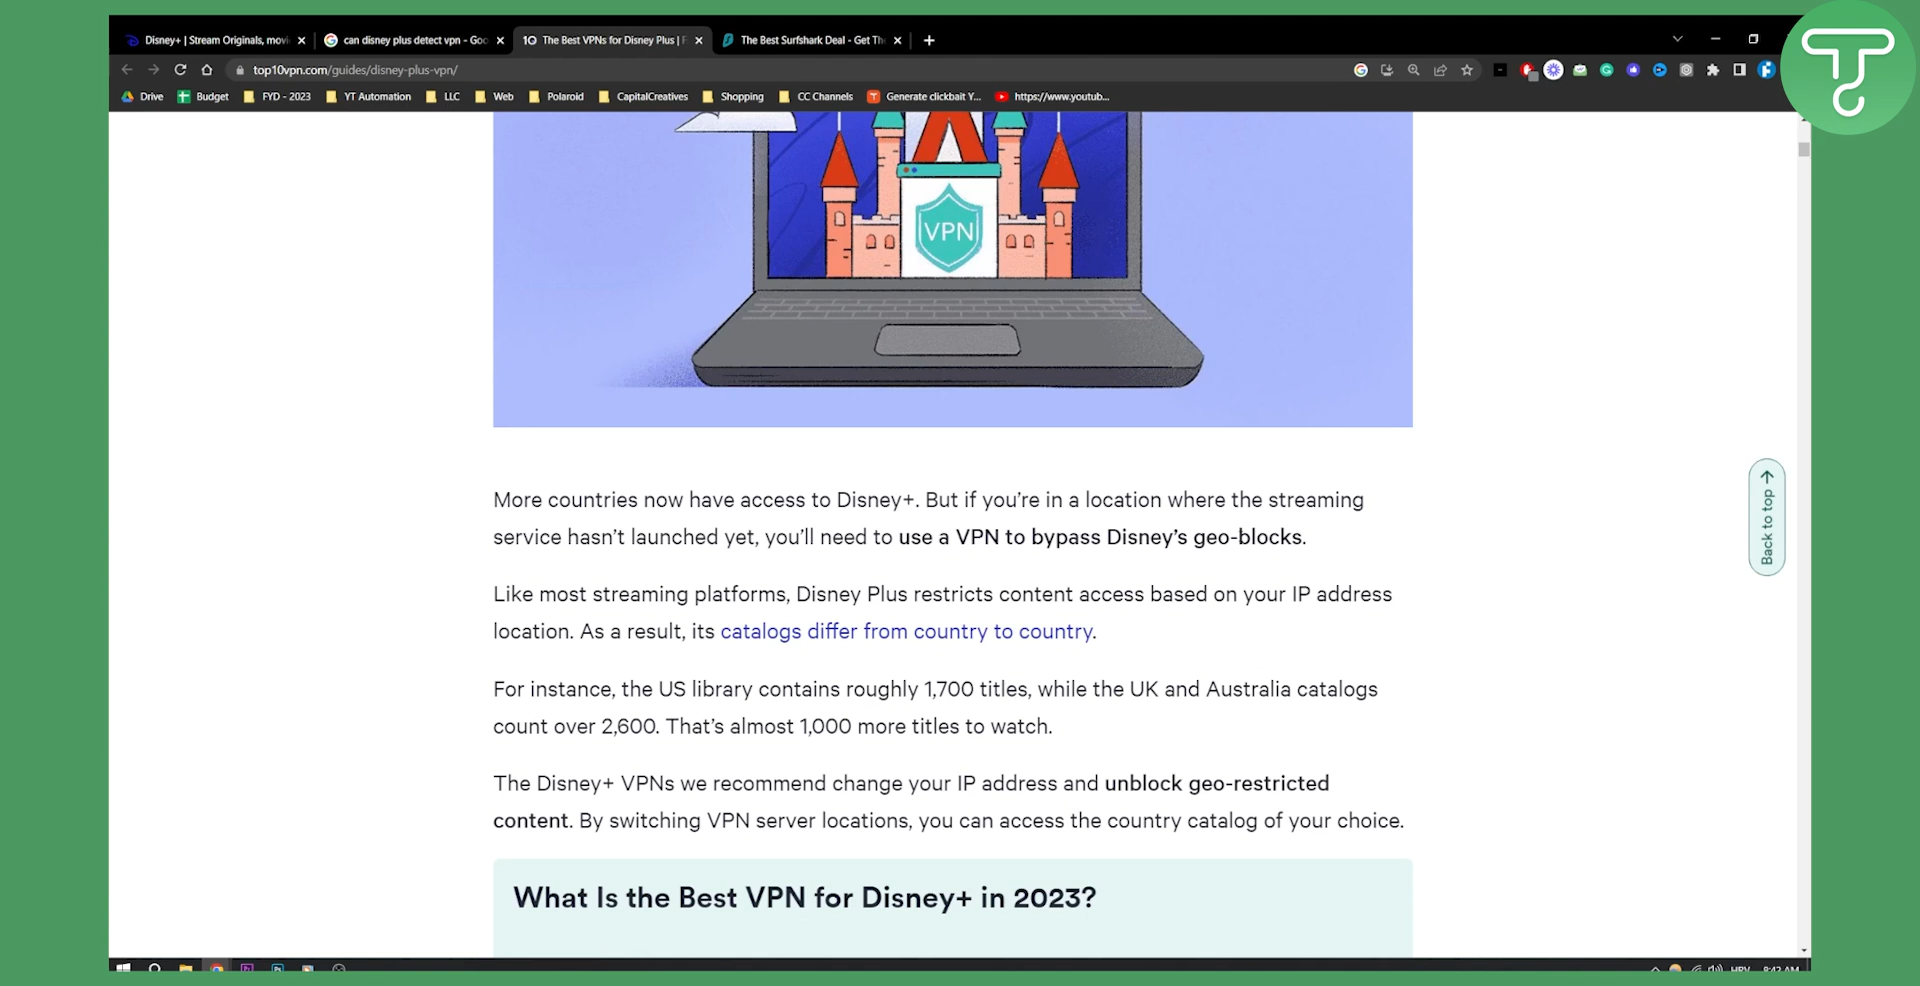 Disney+ | Stream Originals, movi
can disney plus detect vpn - Goo
10 The Best VPNs for Disney Plus | F
The Best Surfshark Deal - Get Th
top10vpn.com/guides/disney-plus-vpn/
Drive Budget FYD - 2023 YT Automation LLC Web Polaroid CapitalCreatives Shopping CC Channels Generate clickbait Y... https://www.youtub...
VPN
More countries now have access to Disney+. But if you're in a location where the streaming
service hasn't launched yet, you'll need to use a VPN to bypass Disney's geo-blocks.
Like most streaming platforms, Disney Plus restricts content access based on your IP address
location. As a result, its catalogs differ from country to country.
For instance, the US library contains roughly 1,700 titles, while the UK and Australia catalogs
count over 2,600. That's almost 1,000 more titles to watch.
The Disney+ VPNs we recommend change your IP address and unblock geo-restricted
content. By switching VPN server locations, you can access the country catalog of your choice.
What Is the Best VPN for Disney+ in 2023?
Back to top
HRV 8:42 AM